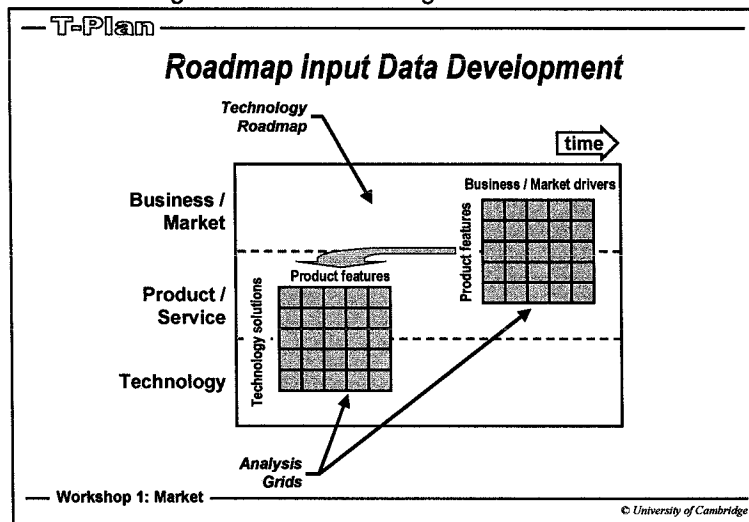 T-Plan
Roadmap Input Data Development
Technology
Roadmap
time
Business /
Market
Business / Market drivers
Product features
Product features
Product /
Service
Technology solutions
Technology
Analysis
Grids
Workshop 1: Market
© University of Cambridge